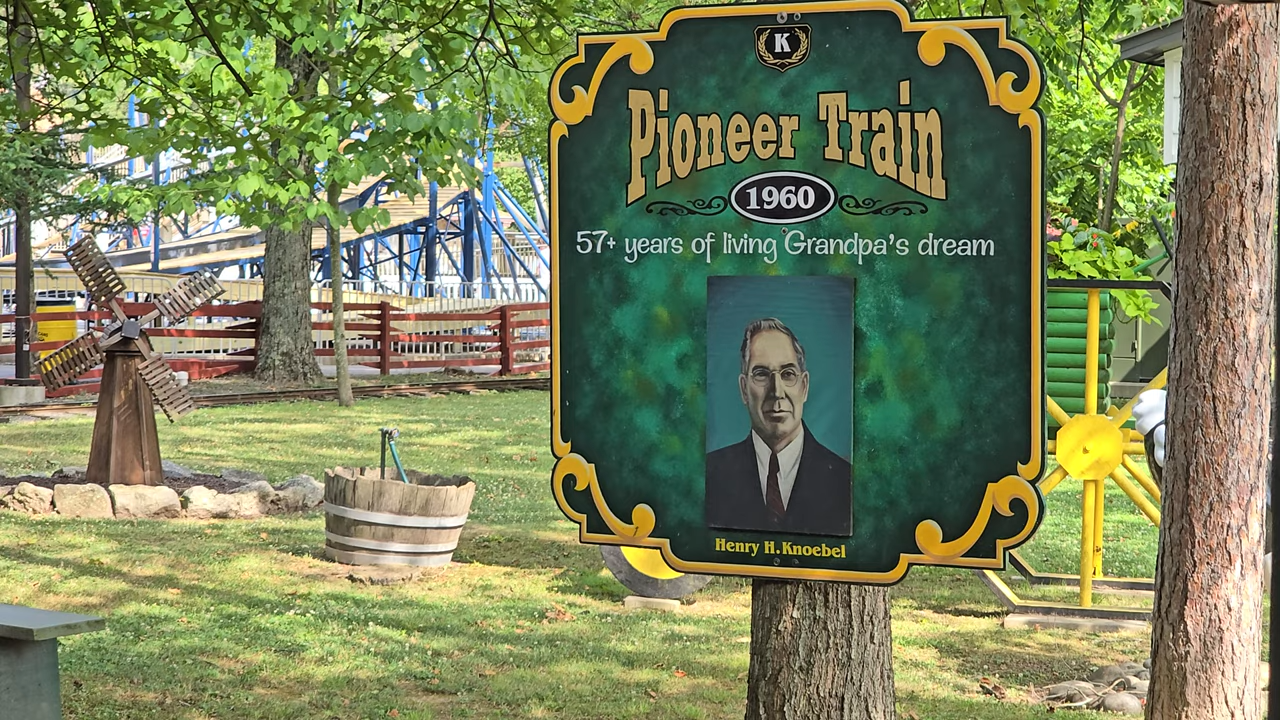 K
Pioneer Train
1960
57+ years of living Grandpa's dream
Henry H. Knoebel